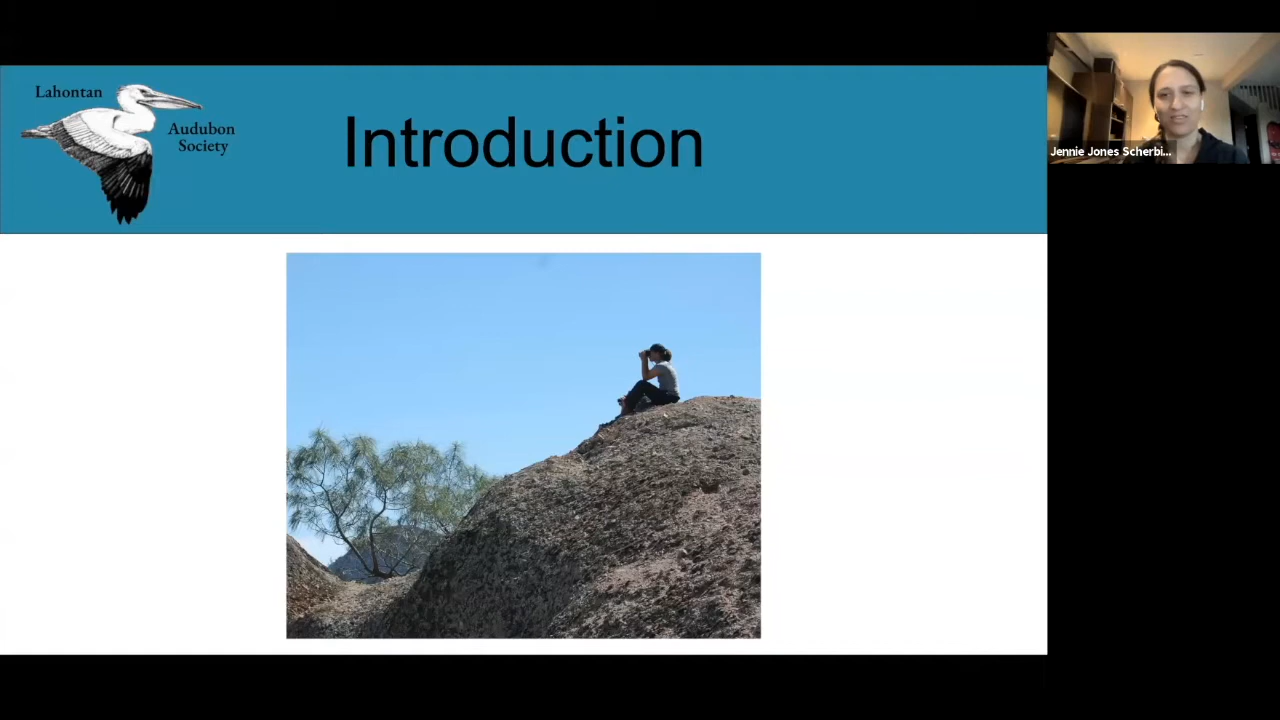 Lahontan
Audubon
Society
Introduction
Jennie Jones Scherbi...